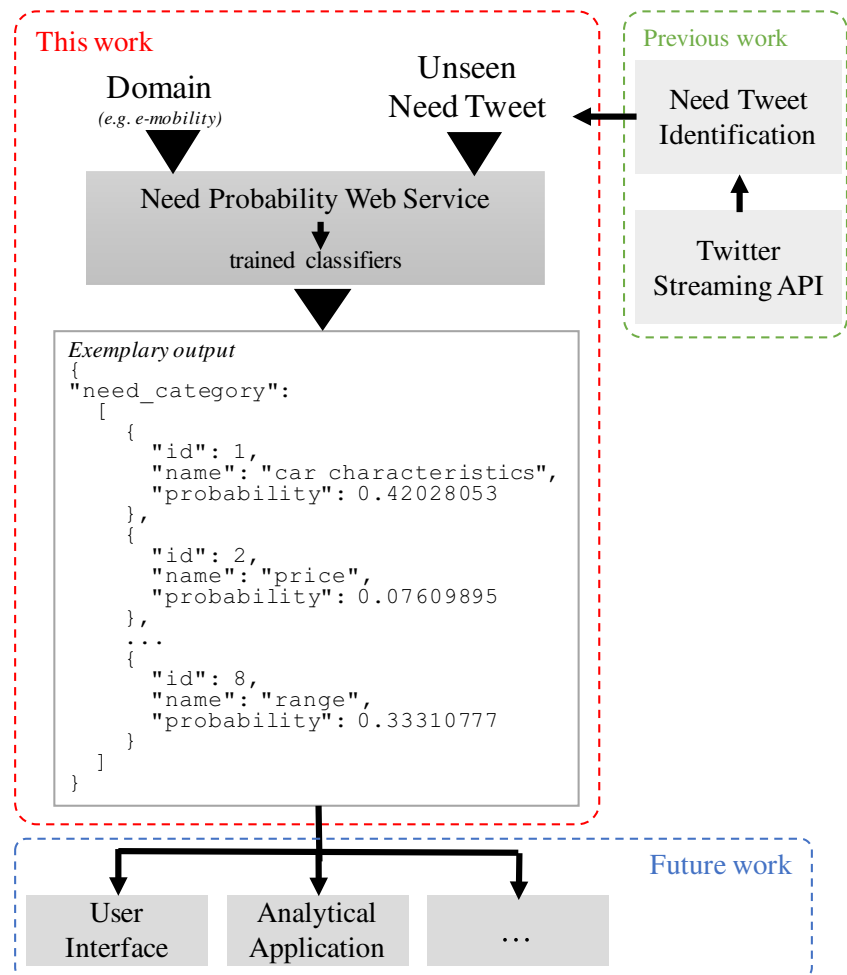 This work
Domain
(e.g. e-mobility)
Unseen
Need Tweet
Previous work
Need Tweet
Identification
Twitter
Streaming API
Need Probability Web Service
trained classifiers
Exemplary output
{
"need_category":
[
{
"id": 1,
"name": "car characteristics",
"probability": 0.42028053
},
{
"id": 2,
"name": "price",
"probability": 0.07609895
},
...
{
"id": 8,
"name": "range",
"probability": 0.33310777
}
]
}
Future work
User
Interface
Analytical
Application
...